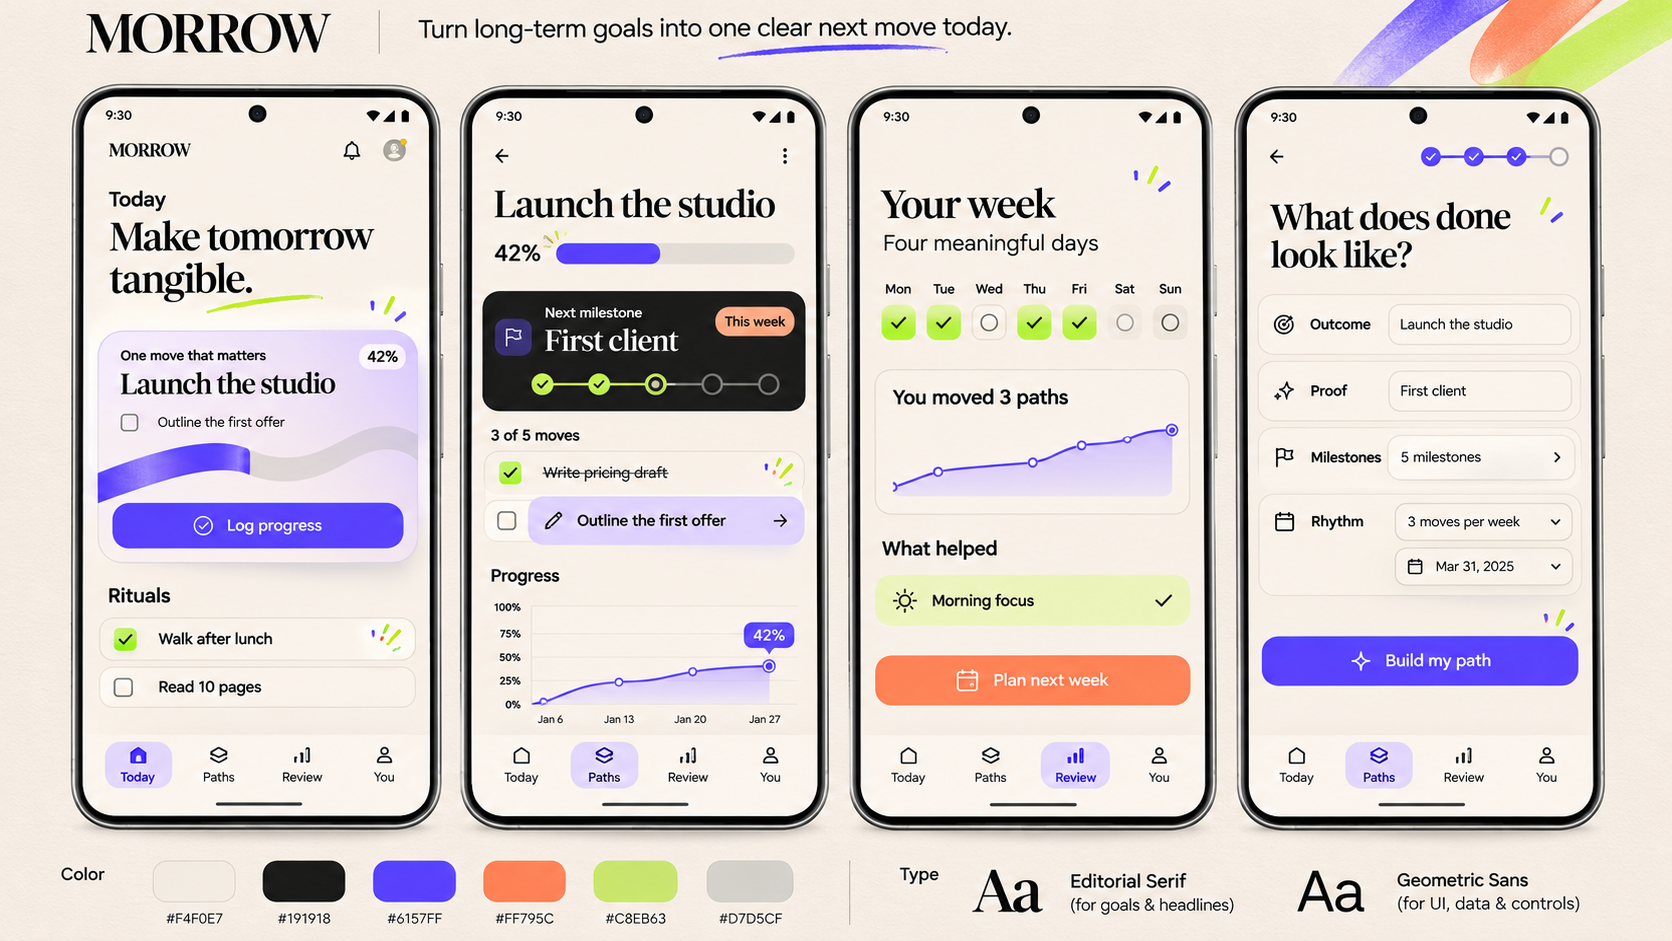 MORROW
Turn long-term goals into one clear next move today.
9:30
MORROW
Today
Make tomorrow
tangible.
One move that matters
42%
Launch the studio
Outline the first offer
Log progress
Rituals
Walk after lunch
Read 10 pages
Today
Paths
Review
You
9:30
Launch the studio
42%
Next milestone
This week
First client
3 of 5 moves
Write pricing draft
Outline the first offer
Progress
100%
75%
50%
25%
0%
42%
Jan 6
Jan 13
Jan 20
Jan 27
Today
Paths
Review
You
9:30
Your week
Four meaningful days
Mon
Tue
Wed
Thu
Fri
Sat
Sun
You moved 3 paths
What helped
Morning focus
Plan next week
Today
Paths
Review
You
9:30
What does done
look like?
Outcome
Launch the studio
Proof
First client
Milestones
5 milestones
Rhythm
3 moves per week
Mar 31, 2025
Build my path
Today
Paths
Review
You
Color
#F4F0E7
#191918
#6157FF
#FF795C
#C8EB63
#D7D5CF
Type
Aa
Editorial Serif
(for goals & headlines)
Aa
Geometric Sans
(for UI, data & controls)